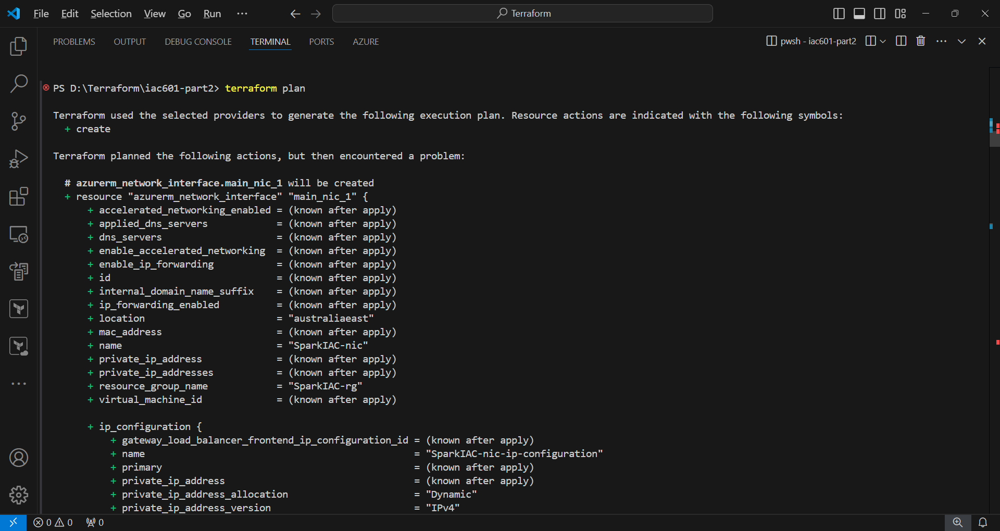 File Edit Selection View Go Run ··· Terraform
PROBLEMS OUTPUT DEBUG CONSOLE TERMINAL PORTS AZURE pwsh - iac601-part2
PS D:\Terraform\iac601-part2> terraform plan
Terraform used the selected providers to generate the following execution plan. Resource actions are indicated with the following symbols:
  + create
Terraform planned the following actions, but then encountered a problem:
  # azurerm_network_interface.main_nic_1 will be created
  + resource "azurerm_network_interface" "main_nic_1" {
      + accelerated_networking_enabled = (known after apply)
      + applied_dns_servers            = (known after apply)
      + dns_servers                    = (known after apply)
      + enable_accelerated_networking  = (known after apply)
      + enable_ip_forwarding           = (known after apply)
      + id                             = (known after apply)
      + internal_domain_name_suffix    = (known after apply)
      + ip_forwarding_enabled          = (known after apply)
      + location                       = "australiaeast"
      + mac_address                    = (known after apply)
      + name                           = "SparkIAC-nic"
      + private_ip_address             = (known after apply)
      + private_ip_addresses           = (known after apply)
      + resource_group_name            = "SparkIAC-rg"
      + virtual_machine_id             = (known after apply)
      + ip_configuration {
          + gateway_load_balancer_frontend_ip_configuration_id = (known after apply)
          + name                                               = "SparkIAC-nic-ip-configuration"
          + primary                                            = (known after apply)
          + private_ip_address                                 = (known after apply)
          + private_ip_address_allocation                      = "Dynamic"
          + private_ip_address_version                         = "IPv4"
0 0 0